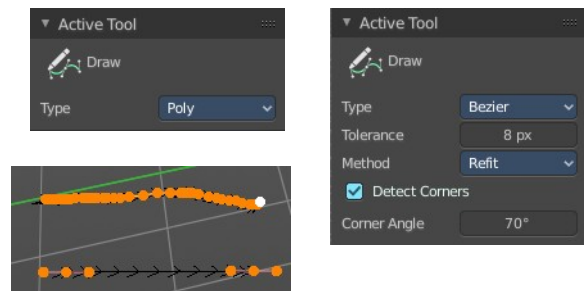 Active Tool
Draw
Type Poly
Active Tool
Draw
Type Bezier
Tolerance 8 px
Method Refit
Detect Corners
Corner Angle 70°